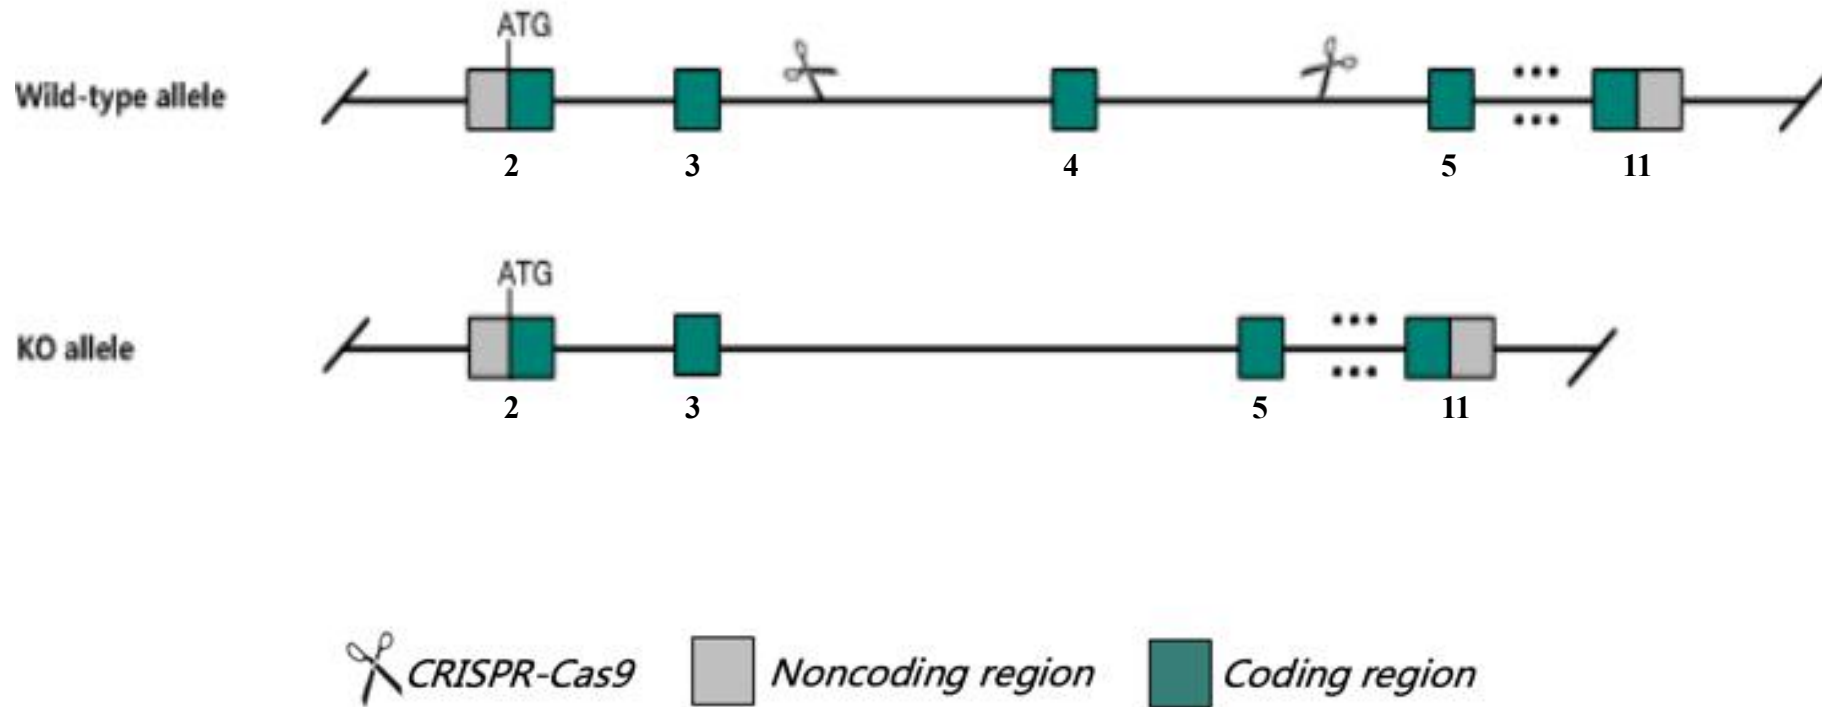 ATG
Wild-type allele
2 3 4 5 11
ATG
KO allele
2 3 5 11
CRISPR-Cas9 Noncoding region Coding region